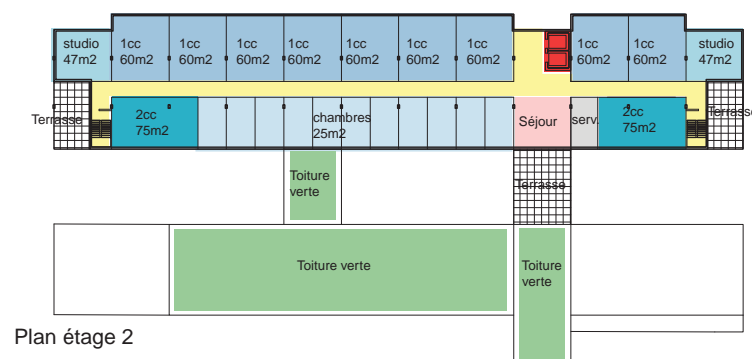 studio
47m2
1cc
60m2
1cc
60m2
1cc
60m2
1cc
60m2
1cc
60m2
1cc
60m2
1cc
60m2
1cc
60m2
1cc
60m2
studio
47m2
Terrasse
2cc
75m2
chambres
25m2
Séjour
serv.
2cc
75m2
Terrasse
Toiture
verte
Terrasse
Toiture verte
Toiture
verte
Plan étage 2